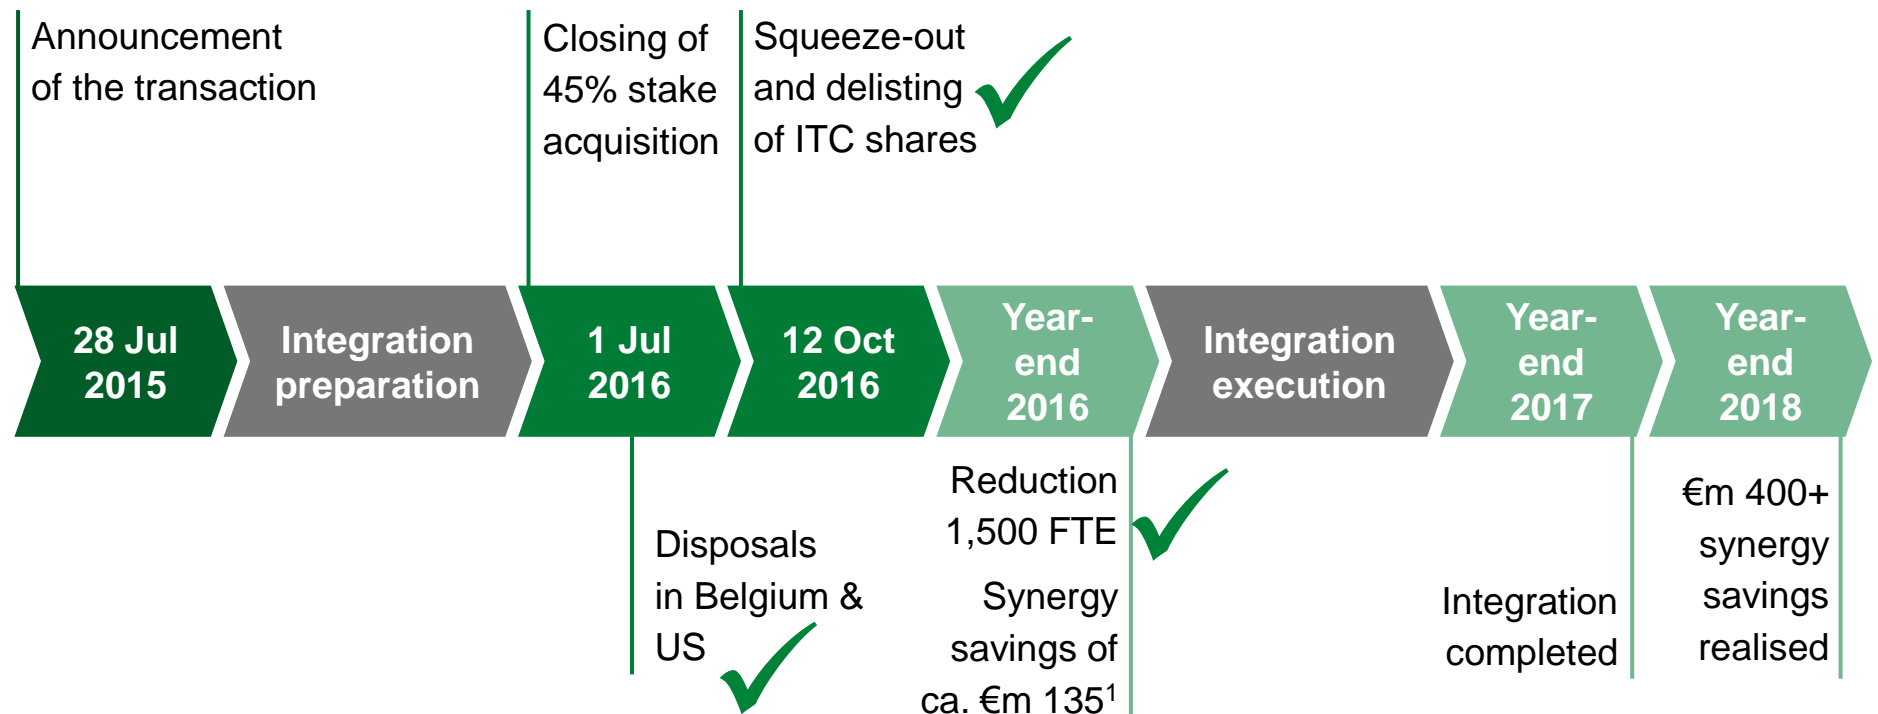 Announcement
of the transaction
Closing of
45% stake
acquisition
Squeeze-out
and delisting
of ITC shares
28 Jul
2015
Integration
preparation
1 Jul
2016
12 Oct
2016
Year-
end
2016
Integration
execution
Year-
end
2017
Year-
end
2018
Disposals
in Belgium &
US
Reduction
1,500 FTE
Synergy
savings of
ca. €m 135¹
Integration
completed
€m 400+
synergy
savings
realised